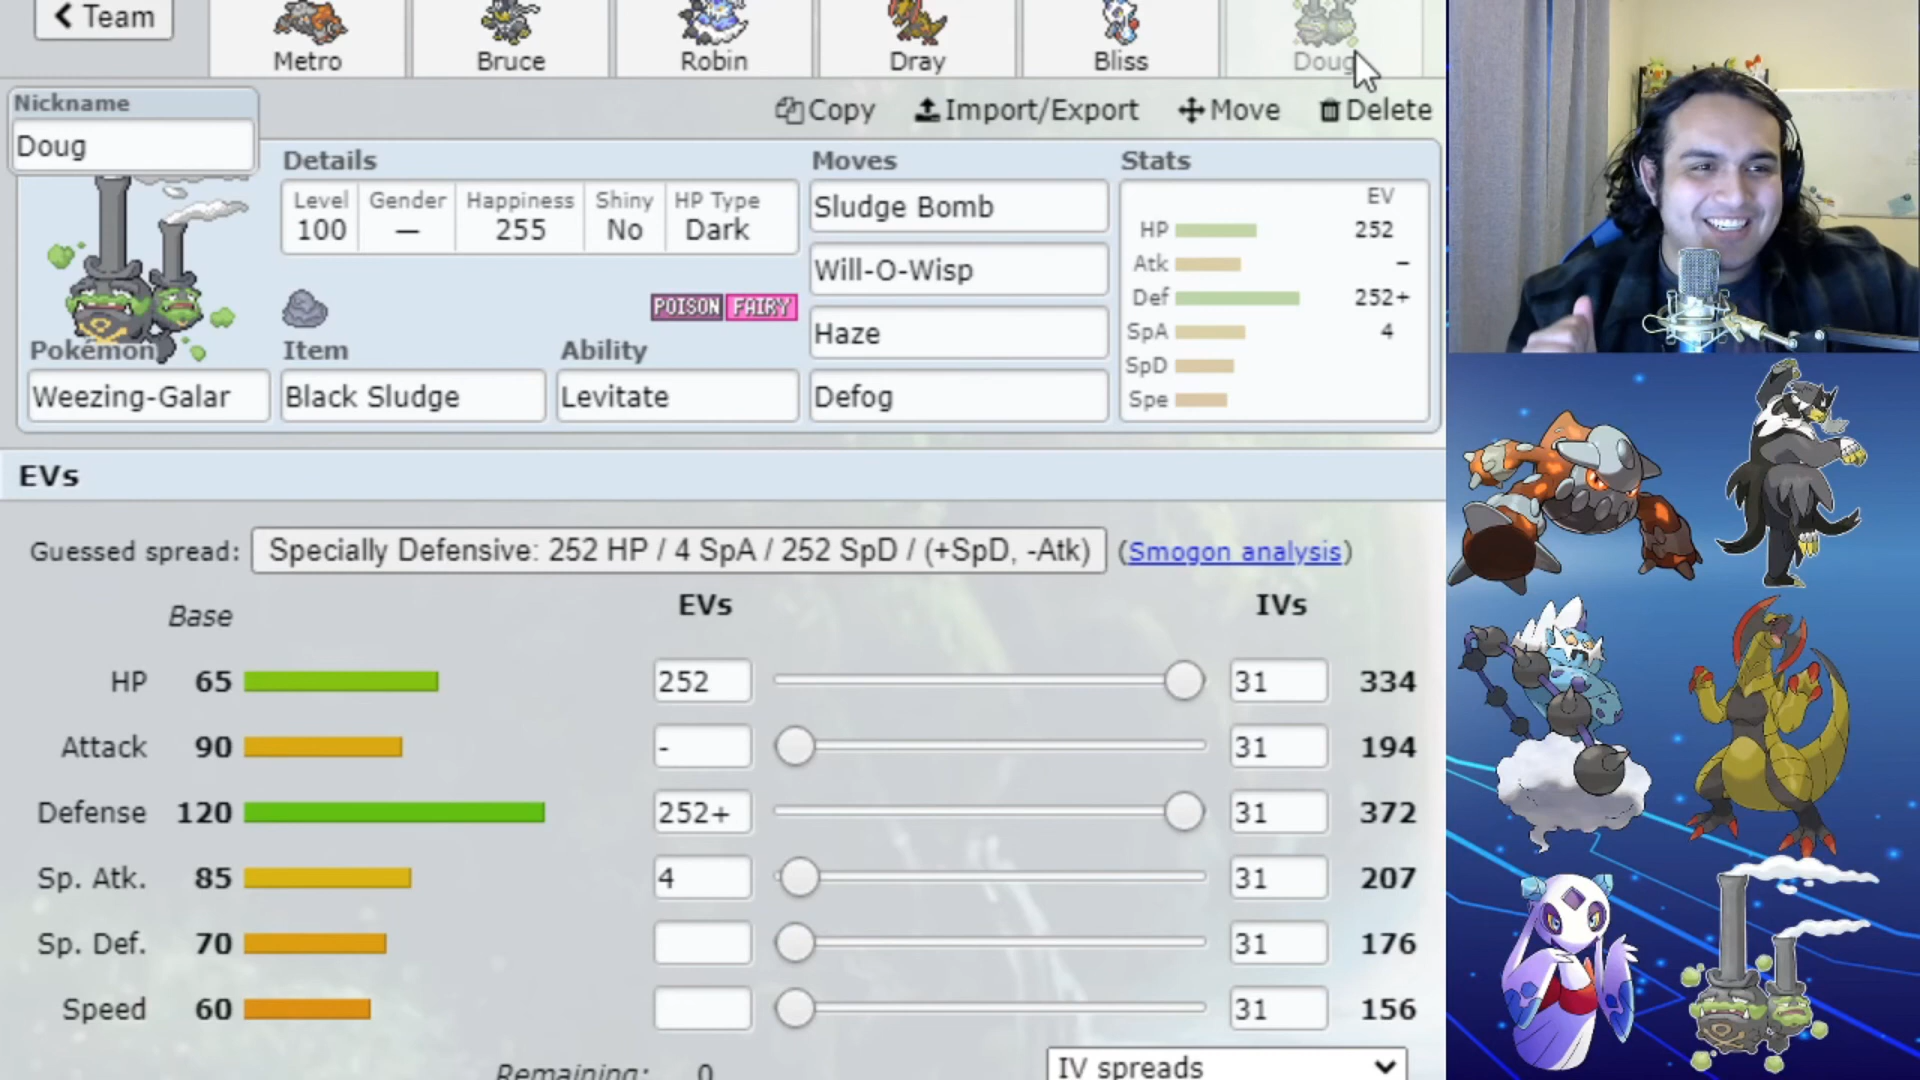 Team
Metro
Bruce
Robin
Dray
Bliss
Doug
Copy
Import/Export
Move
Delete
Nickname
Doug
Details
Level
100
Gender
—
Happiness
255
Shiny
No
HP Type
Dark
POISON FAIRY
Pokémon
Weezing-Galar
Item
Black Sludge
Ability
Levitate
Moves
Sludge Bomb
Will-O-Wisp
Haze
Defog
Stats
EV
HP 252
Atk –
Def 252+
SpA 4
SpD
Spe
EVs
Guessed spread: Specially Defensive: 252 HP / 4 SpA / 252 SpD / (+SpD, -Atk) (Smogon analysis)
Base EVs IVs
HP 65 252 31 334
Attack 90 - 31 194
Defense 120 252+ 31 372
Sp. Atk. 85 4 31 207
Sp. Def. 70 31 176
Speed 60 31 156
Remaining: 0
IV spreads